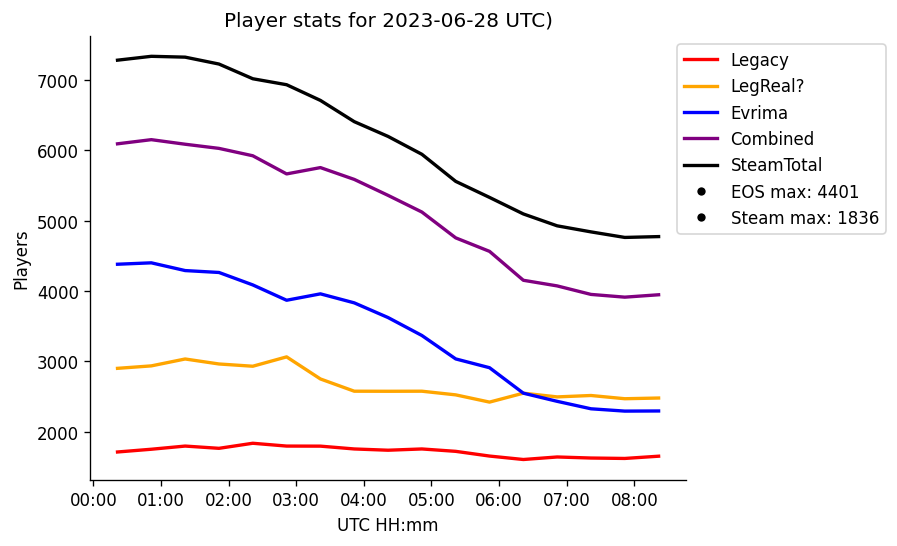 Player stats for 2023-06-28 UTC)
Legacy
LegReal?
Evrima
Combined
SteamTotal
EOS max: 4401
Steam max: 1836
Players
7000
6000
5000
4000
3000
2000
00:00 01:00 02:00 03:00 04:00 05:00 06:00 07:00 08:00
UTC HH:mm